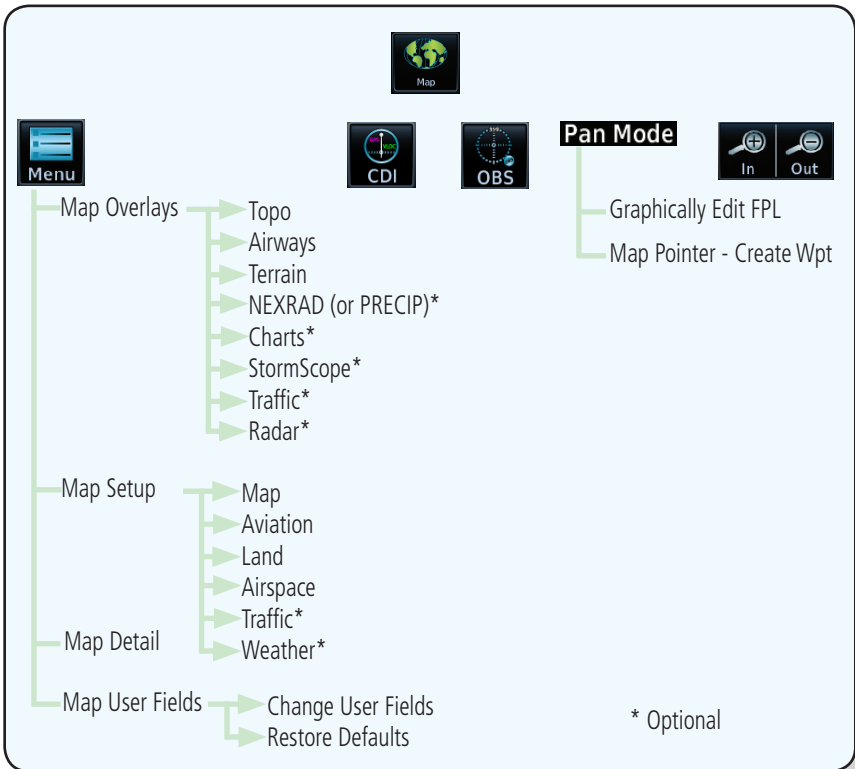 Map
Menu
GPS
VLOC
CDI
OBS
Pan Mode
In
Out
Map Overlays
Topo
Airways
Terrain
NEXRAD (or PRECIP)*
Charts*
StormScope*
Traffic*
Radar*
Graphically Edit FPL
Map Pointer - Create Wpt
Map Setup
Map
Aviation
Land
Airspace
Traffic*
Weather*
Map Detail
Map User Fields
Change User Fields
Restore Defaults
* Optional